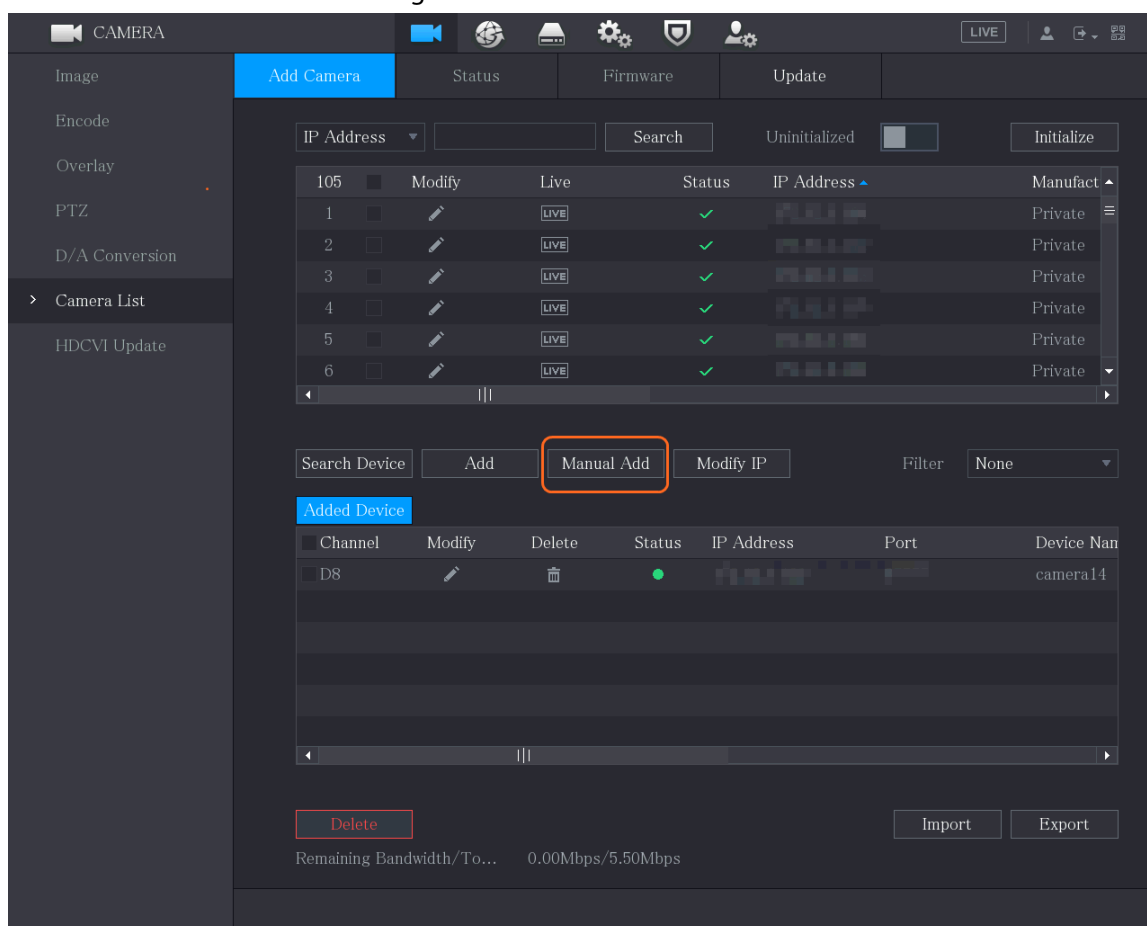 CAMERA LIVE
Image Add Camera Status Firmware Update
Encode
IP Address Search Uninitialized Initialize
Overlay
105 Modify Live Status IP Address Manufact
PTZ
1 LIVE Private
2 LIVE Private
D/A Conversion
3 LIVE Private
Camera List
4 LIVE Private
HDCVI Update
5 LIVE Private
6 LIVE Private
Search Device Add Manual Add Modify IP Filter None
Added Device
Channel Modify Delete Status IP Address Port Device Nam
D8 camera14
Delete Import Export
Remaining Bandwidth/To... 0.00Mbps/5.50Mbps